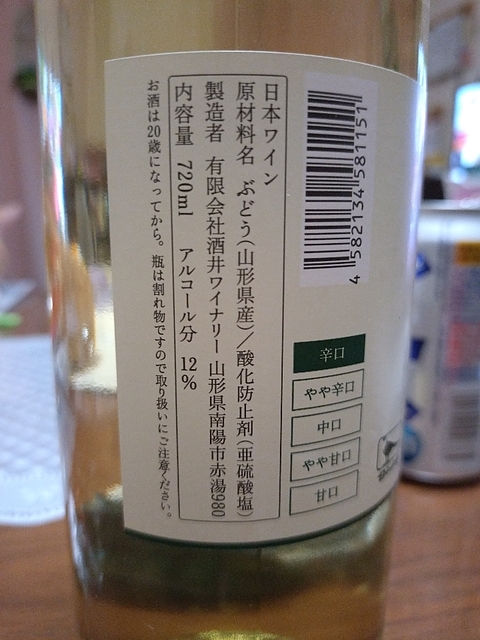 4 582134 581151
辛口
やや辛口
中口
やや甘口
甘口
日本ワイン
原材料名 ぶどう(山形県産)／酸化防止剤(亜硫酸塩)
製造者 有限会社酒井ワイナリー 山形県南陽市赤湯980
内容量 720ml アルコール分 12%
お酒は20歳になってから。瓶は割れ物ですので取り扱いにご注意ください。